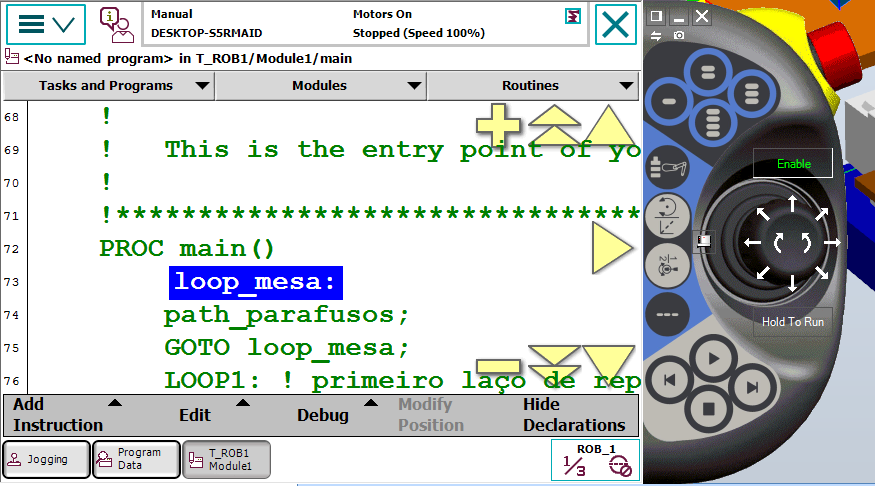 Manual
DESKTOP-S5RMAID
Motors On
Stopped (Speed 100%)
<No named program> in T_ROB1/Module1/main
Tasks and Programs
Modules
Routines
68 !
69 ! This is the entry point of yo
70 !
71 !********************************
72 PROC main()
73 loop_mesa:
74 path_parafusos;
75 GOTO loop_mesa;
76 LOOP1: ! primeiro laço de rep
Add Instruction
Edit
Debug
Modify Position
Hide Declarations
Jogging
Program Data
T_ROB1 Module1
ROB_1
1/3
Enable
Hold To Run